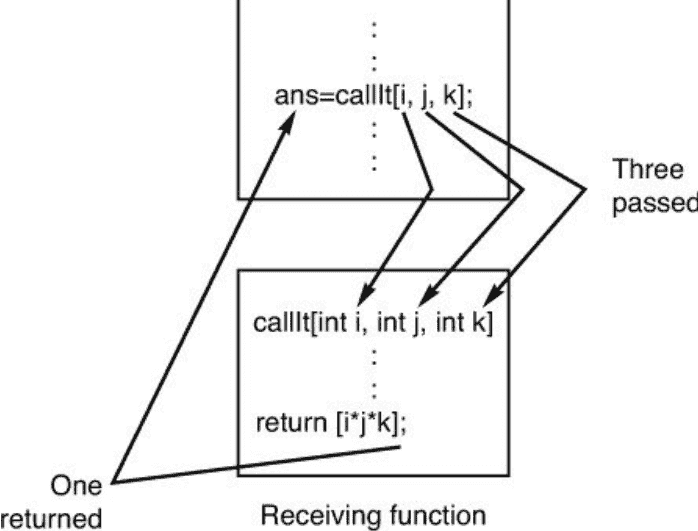 ans=callIt[i, j, k];
Three
passed
callIt[int i, int j, int k]
return [i*j*k];
One
returned
Receiving function